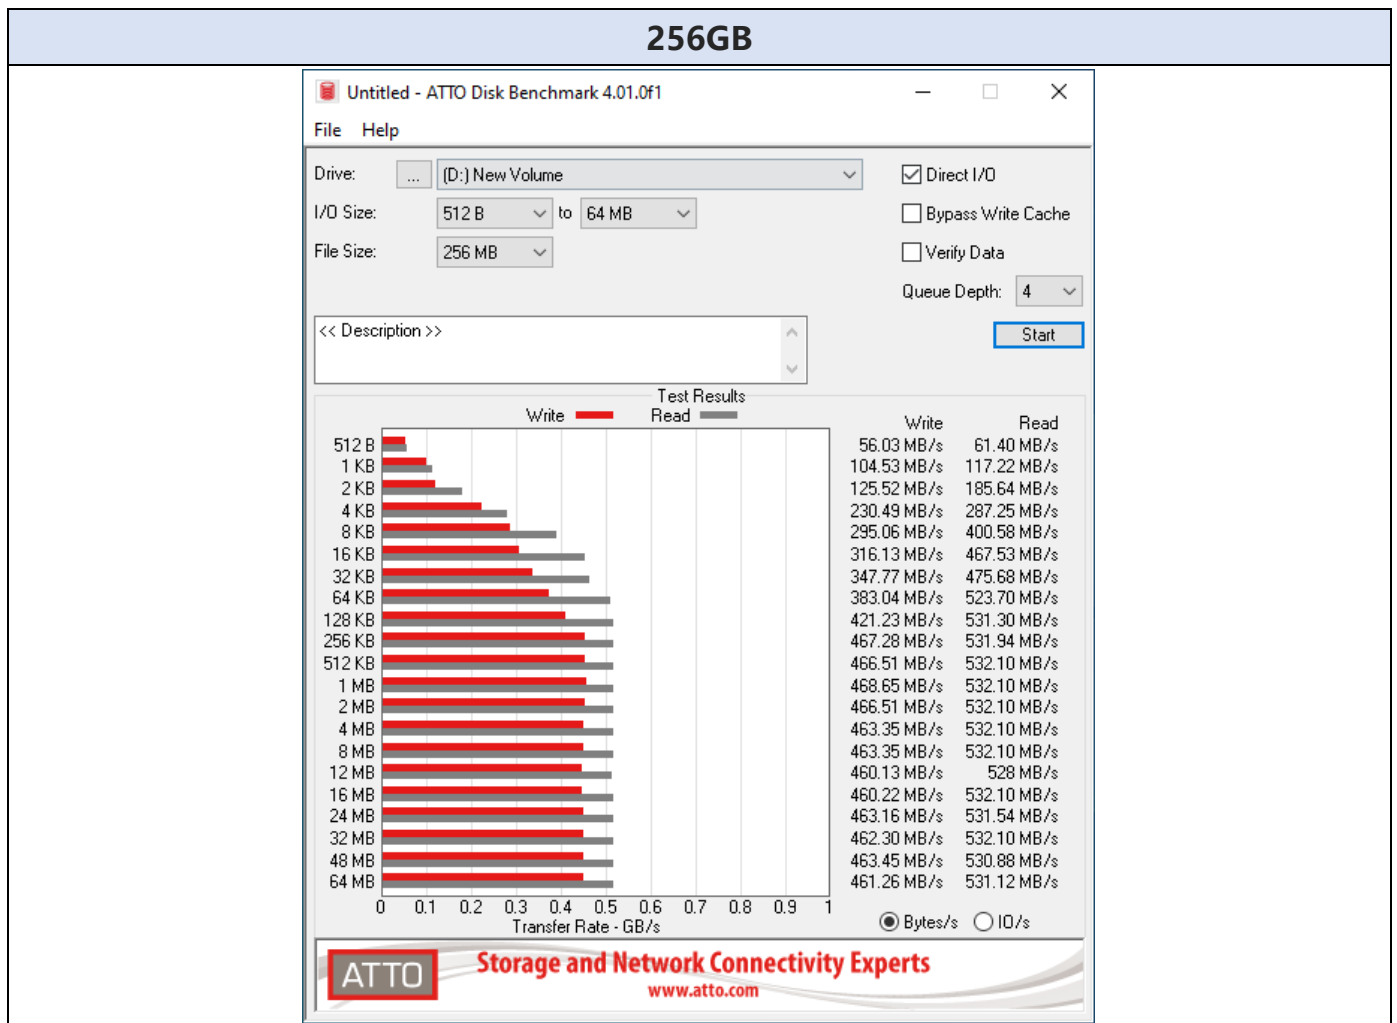 256GB
Untitled - ATTO Disk Benchmark 4.01.0f1
File Help
Drive: ... (D:) New Volume Direct I/O
I/O Size: 512 B to 64 MB Bypass Write Cache
File Size: 256 MB Verify Data
Queue Depth: 4
<< Description >> Start
Test Results
Write Read Write Read
512 B 56.03 MB/s 61.40 MB/s
1 KB 104.53 MB/s 117.22 MB/s
2 KB 125.52 MB/s 185.64 MB/s
4 KB 230.49 MB/s 287.25 MB/s
8 KB 295.06 MB/s 400.58 MB/s
16 KB 316.13 MB/s 467.53 MB/s
32 KB 347.77 MB/s 475.68 MB/s
64 KB 383.04 MB/s 523.70 MB/s
128 KB 421.23 MB/s 531.30 MB/s
256 KB 467.28 MB/s 531.94 MB/s
512 KB 466.51 MB/s 532.10 MB/s
1 MB 468.65 MB/s 532.10 MB/s
2 MB 466.51 MB/s 532.10 MB/s
4 MB 463.35 MB/s 532.10 MB/s
8 MB 463.35 MB/s 532.10 MB/s
12 MB 460.13 MB/s 528 MB/s
16 MB 460.22 MB/s 532.10 MB/s
24 MB 463.16 MB/s 531.54 MB/s
32 MB 462.30 MB/s 532.10 MB/s
48 MB 463.45 MB/s 530.88 MB/s
64 MB 461.26 MB/s 531.12 MB/s
0 0.1 0.2 0.3 0.4 0.5 0.6 0.7 0.8 0.9 1
Transfer Rate - GB/s Bytes/s IO/s
ATTO Storage and Network Connectivity Experts
www.atto.com